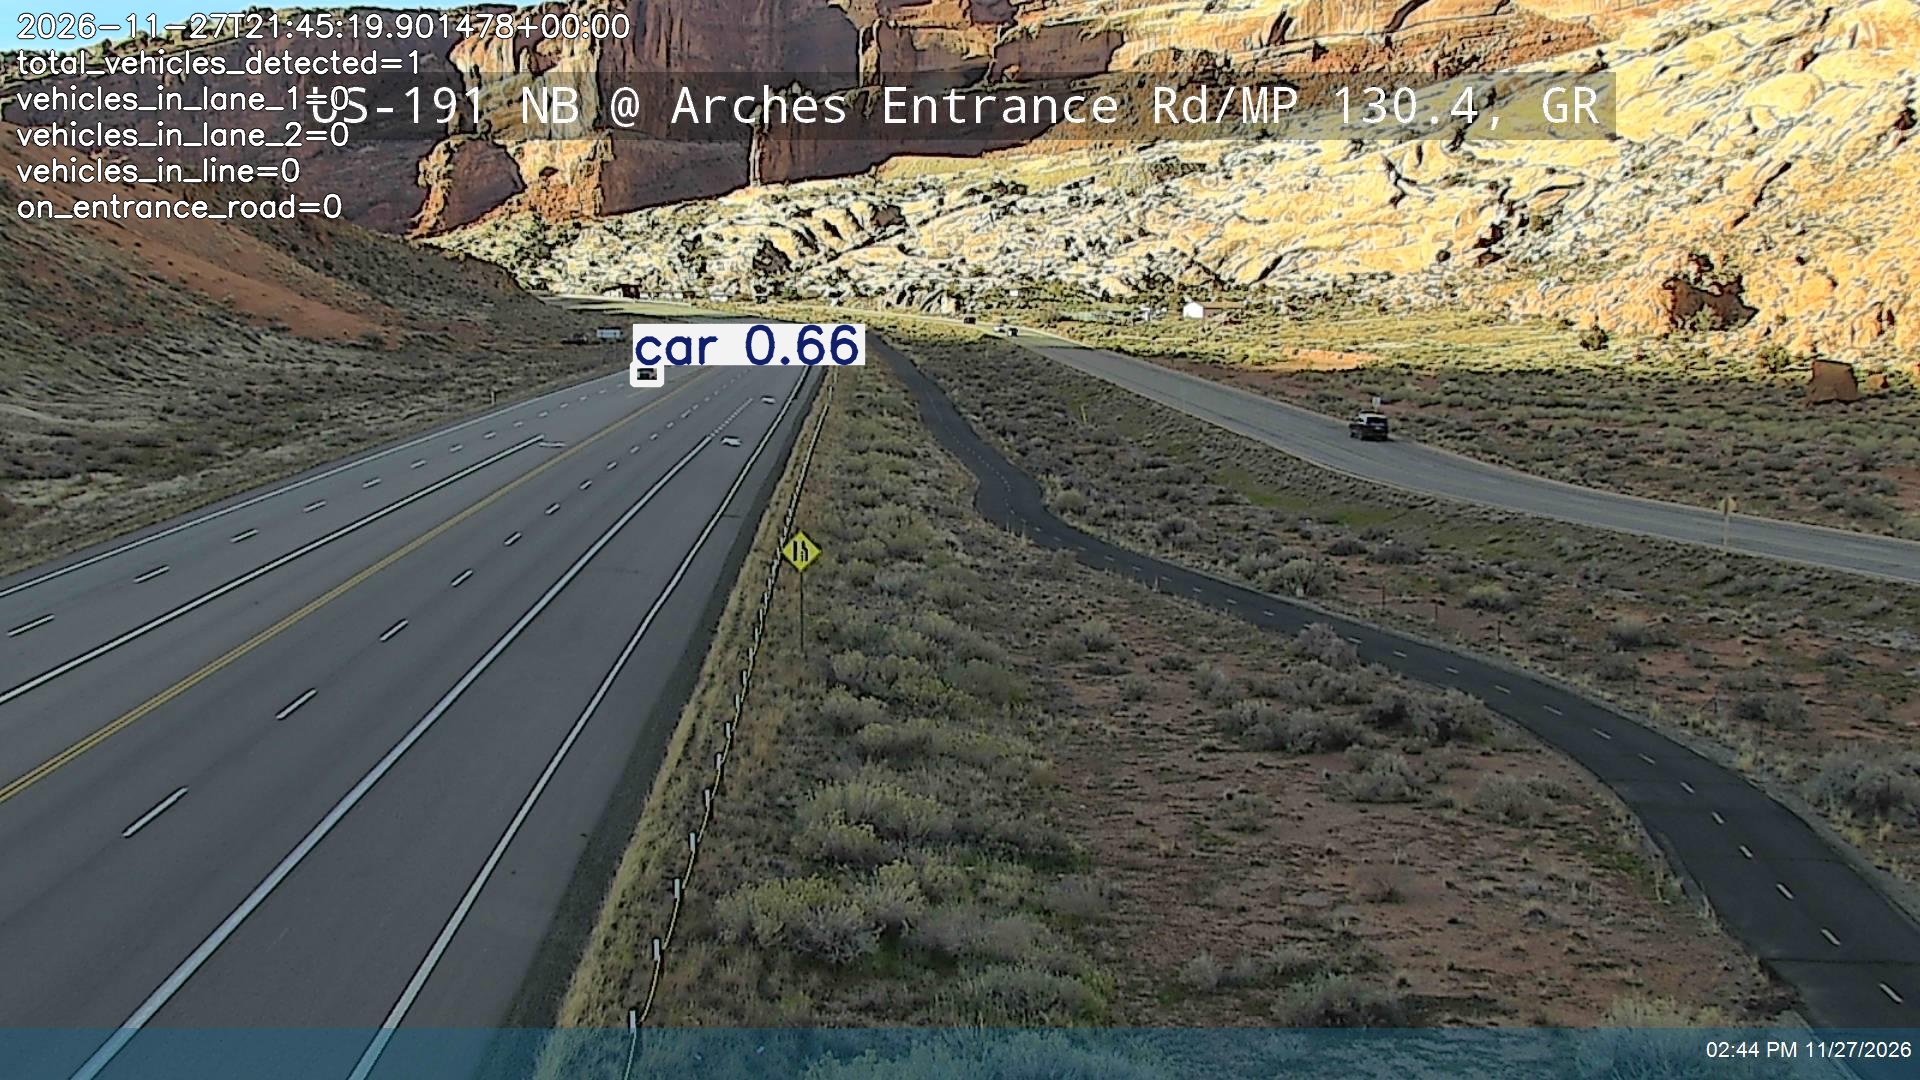 2026-11-27T21:45:19.901478+00:00
total_vehicles_detected=1
vehicles_in_lane_1=0
US-191 NB @ Arches Entrance Rd/MP 130.4, GR
vehicles_in_lane_2=0
vehicles_in_line=0
on_entrance_road=0
car 0.66
02:44 PM 11/27/2026